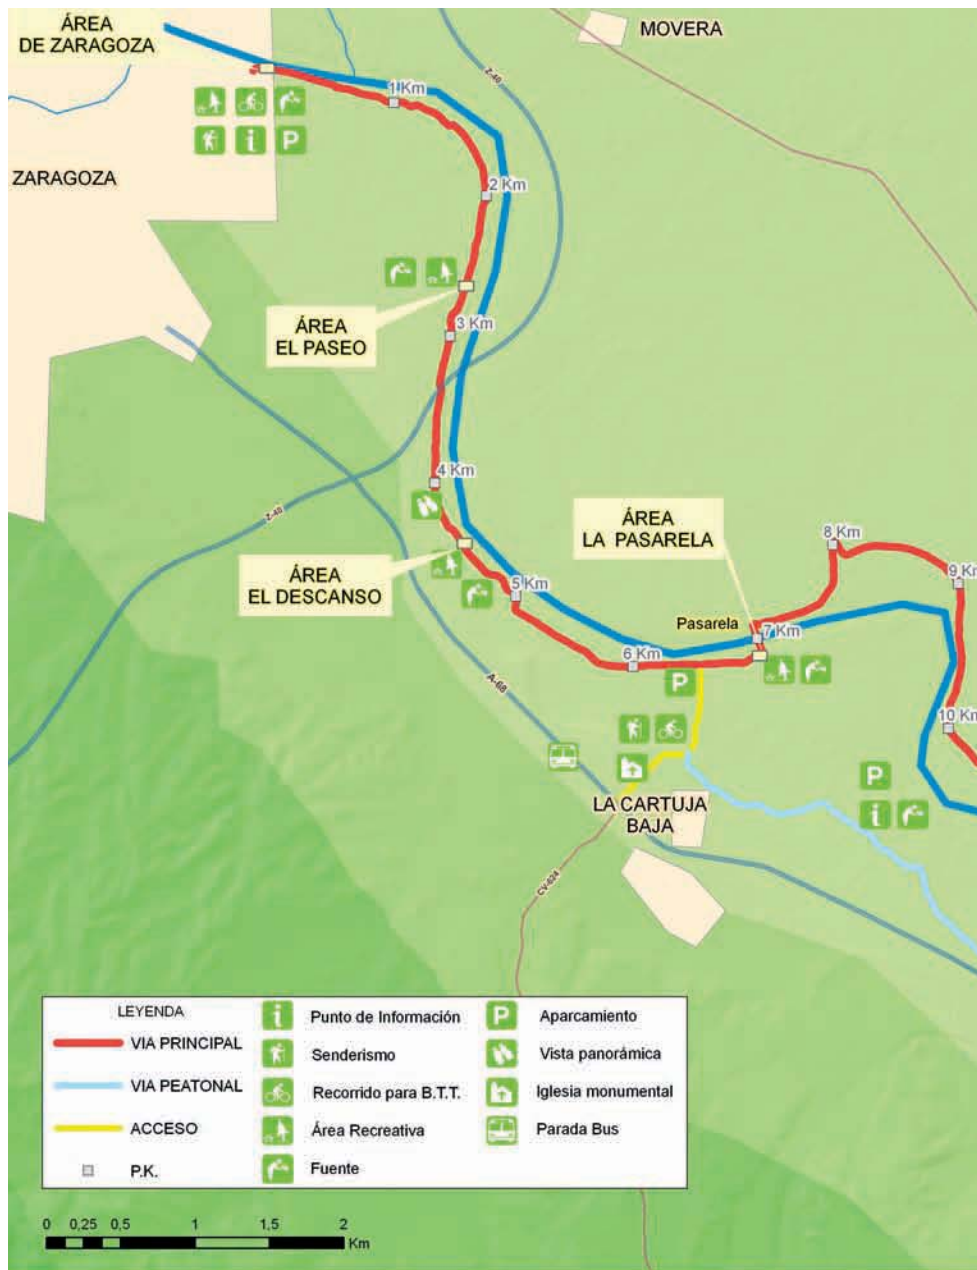 ÁREA
DE ZARAGOZA
MOVERA
Z-40
1 Km
ZARAGOZA
2 Km
ÁREA
EL PASEO
3 Km
4 Km
Z-40
ÁREA
LA PASARELA
8 Km
ÁREA
EL DESCANSO
5 Km
9 Km
Pasarela
7 Km
6 Km
A-68
P
10 Km
LA CARTUJA
BAJA
P
i
i
P
CV-624
LEYENDA
VIA PRINCIPAL
VIA PEATONAL
ACCESO
P.K.
i Punto de Información
Senderismo
Recorrido para B.T.T.
Área Recreativa
Fuente
P Aparcamiento
Vista panorámica
Iglesia monumental
Parada Bus
0 0,25 0,5 1 1,5 2
Km